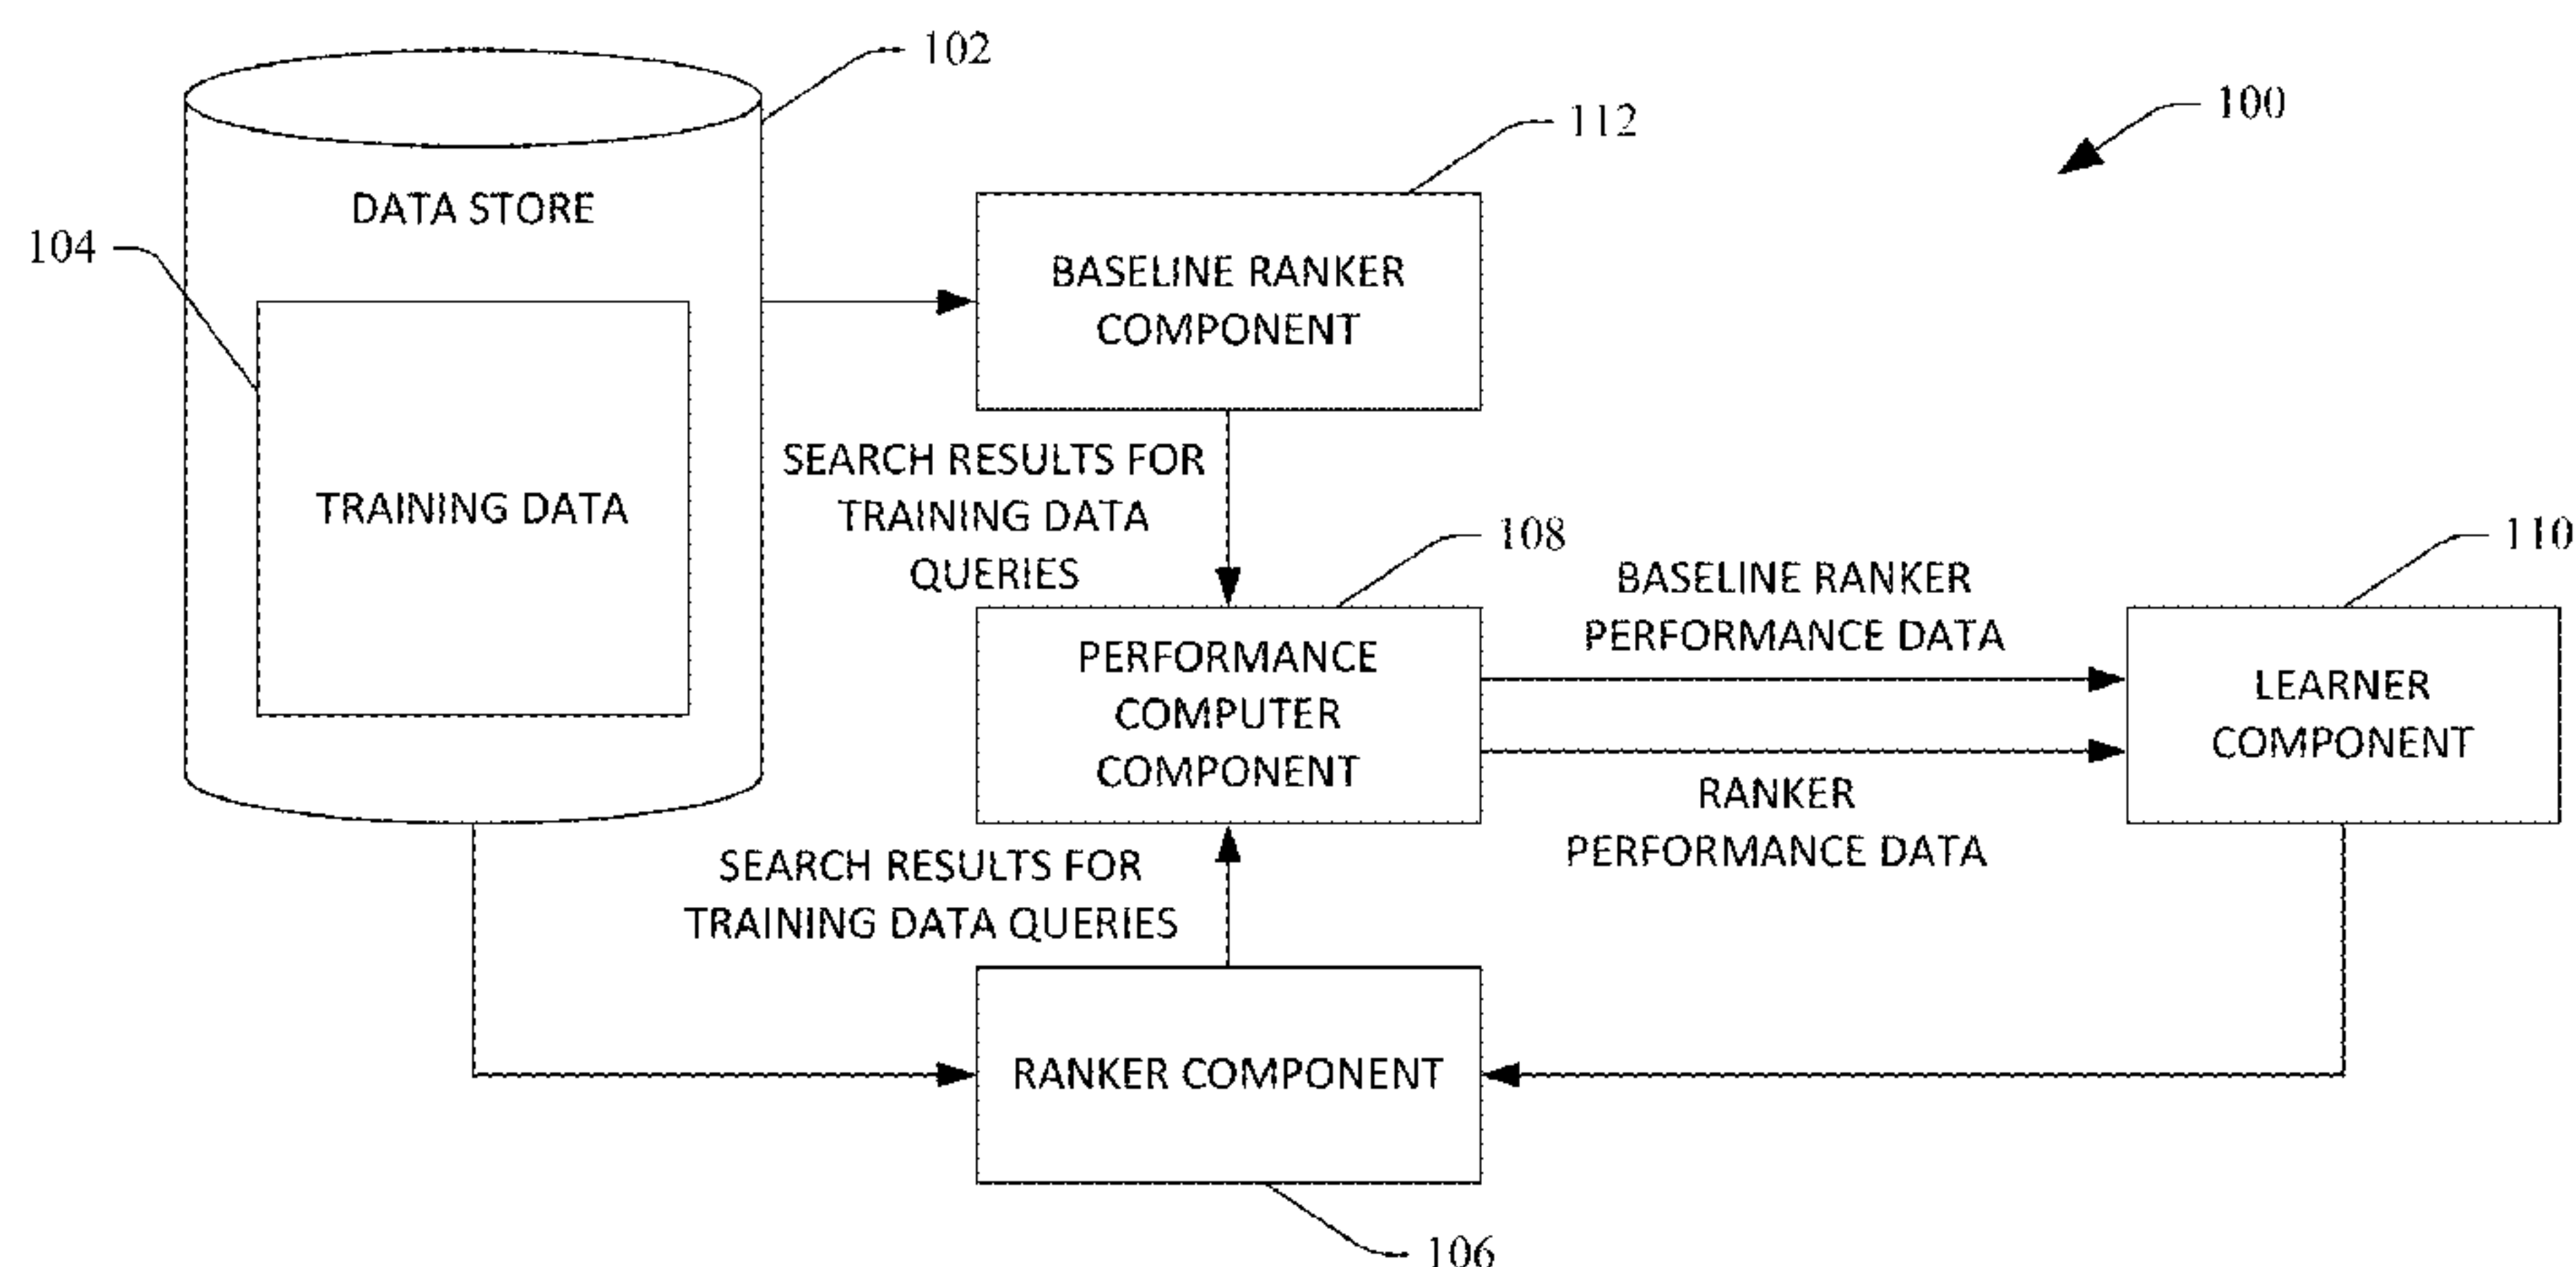 102
100
112
DATA STORE
104
BASELINE RANKER
COMPONENT
TRAINING DATA
SEARCH RESULTS FOR
TRAINING DATA
QUERIES
108
110
BASELINE RANKER
PERFORMANCE DATA
PERFORMANCE
COMPUTER
COMPONENT
LEARNER
COMPONENT
RANKER
PERFORMANCE DATA
SEARCH RESULTS FOR
TRAINING DATA QUERIES
RANKER COMPONENT
106